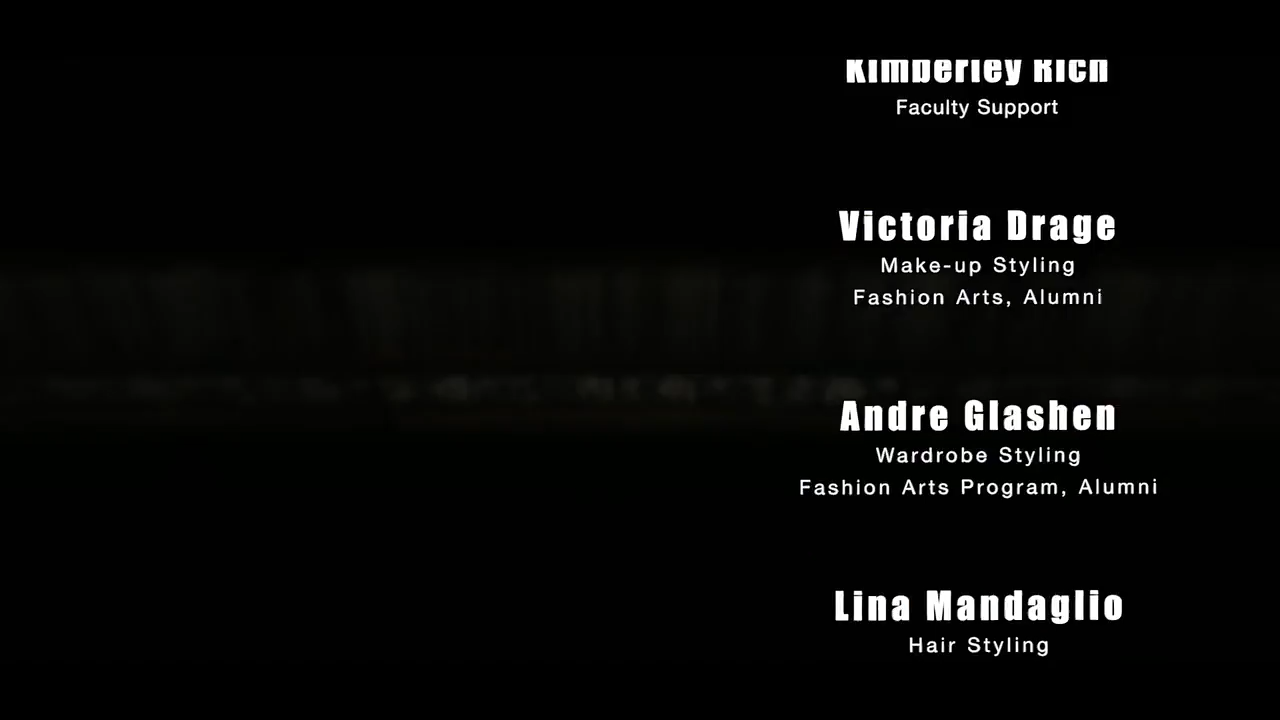 Kimberley Rich
Faculty Support
Victoria Drage
Make-up Styling
Fashion Arts, Alumni
Andre Glashen
Wardrobe Styling
Fashion Arts Program, Alumni
Lina Mandaglio
Hair Styling